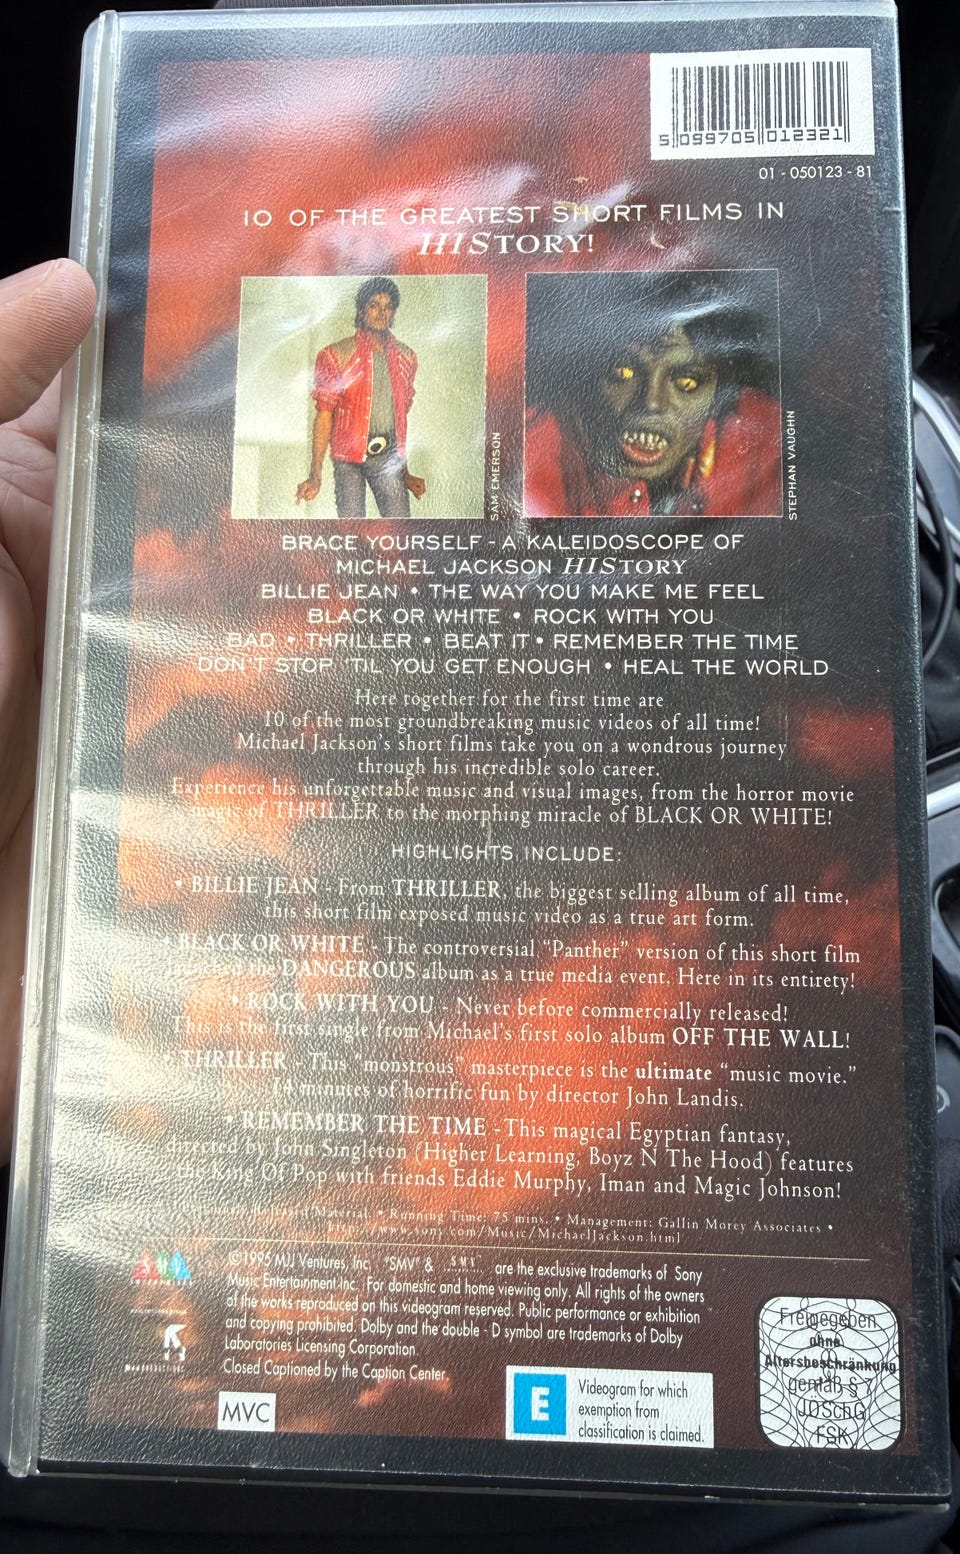 5 099705 012321
01 - 050123 - 81
10 OF THE GREATEST SHORT FILMS IN
HISTORY!
SAM EMERSON
STEPHAN VAUGHN
BRACE YOURSELF - A KALEIDOSCOPE OF
MICHAEL JACKSON HISTORY
BILLIE JEAN • THE WAY YOU MAKE ME FEEL
BLACK OR WHITE • ROCK WITH YOU
BAD • THRILLER • BEAT IT • REMEMBER THE TIME
DON'T STOP 'TIL YOU GET ENOUGH • HEAL THE WORLD
Here together for the first time are
10 of the most groundbreaking music videos of all time!
Michael Jackson's short films take you on a wondrous journey
through his incredible solo career.
Experience his unforgettable music and visual images, from the horror movie
magic of THRILLER to the morphing miracle of BLACK OR WHITE!
HIGHLIGHTS INCLUDE:
• BILLIE JEAN - From THRILLER, the biggest selling album of all time,
this short film exposed music video as a true art form.
• BLACK OR WHITE - The controversial "Panther" version of this short film
launched the DANGEROUS album as a true media event. Here in its entirety!
• ROCK WITH YOU - Never before commercially released!
This is the first single from Michael's first solo album OFF THE WALL!
• THRILLER - This "monstrous" masterpiece is the ultimate "music movie."
14 minutes of horrific fun by director John Landis.
• REMEMBER THE TIME - This magical Egyptian fantasy,
directed by John Singleton (Higher Learning, Boyz N The Hood) features
the King Of Pop with friends Eddie Murphy, Iman and Magic Johnson!
Material. • Running Time: 75 mins. • Management: Gallin Morey Associates •
http://www.sony.com/Music/MichaelJackson.html
SMV
©1995 MJJ Ventures, Inc. "SMV" & SMV are the exclusive trademarks of Sony
Music Entertainment Inc. For domestic and home viewing only. All rights of the owners
of the works reproduced on this videogram reserved. Public performance or exhibition
and copying prohibited. Dolby and the double - D symbol are trademarks of Dolby
Laboratories Licensing Corporation.
Closed Captioned by the Caption Center.
MVC
E
Videogram for which
exemption from
classification is claimed.
Freigegeben
ohne
Altersbeschränkung
gemäß § 7
JÖSchG
FSK